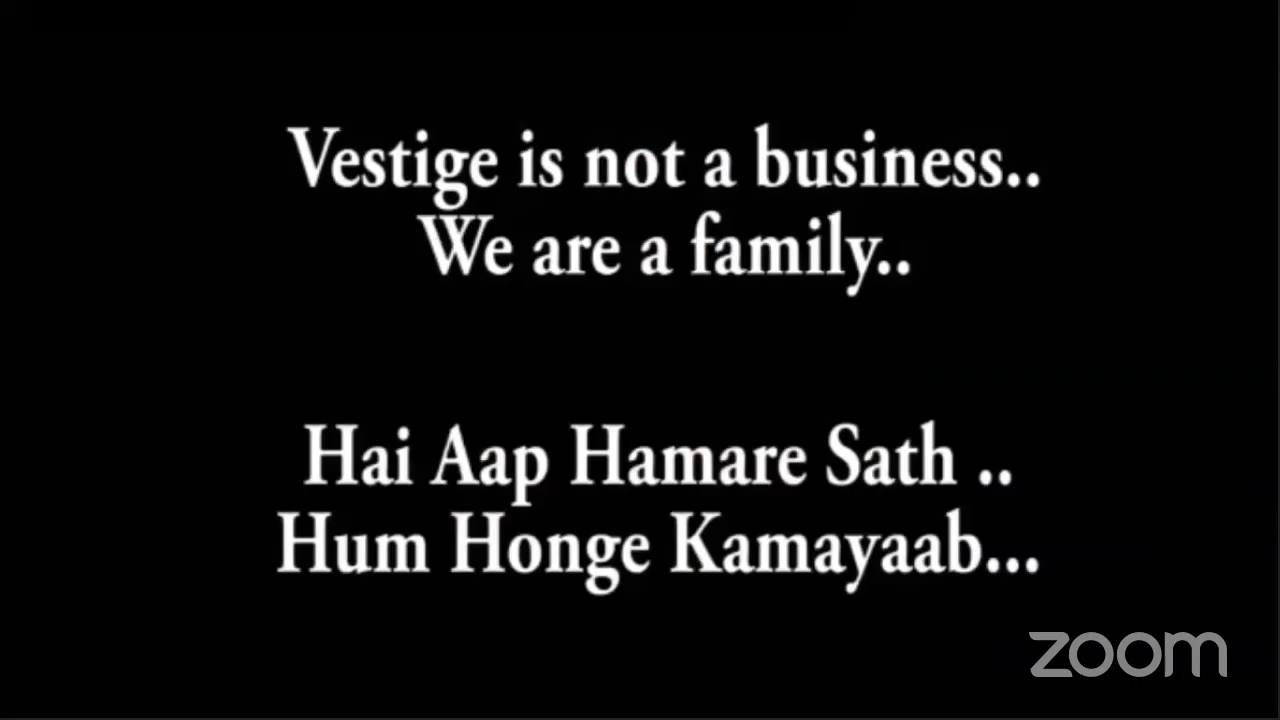 Vestige is not a business..
We are a family..
Hai Aap Hamare Sath ..
Hum Honge Kamayaab...
zoom